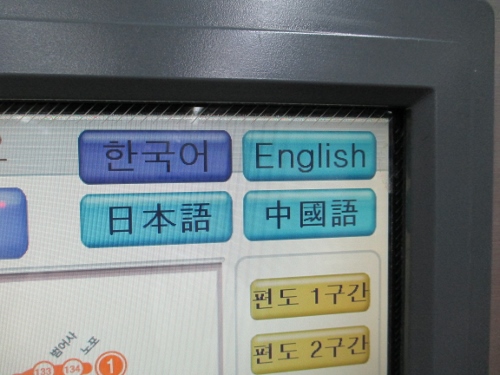 한국어 English
日本語 中國語
편도 1구간
편도 2구간
범어사 노포
133 134 1